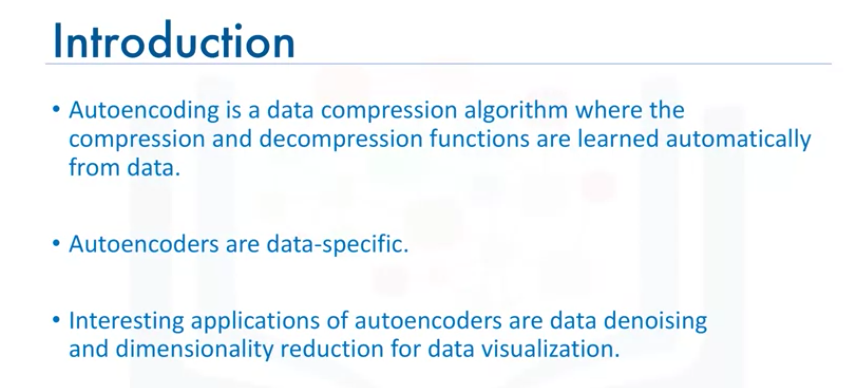 Introduction
• Autoencoding is a data compression algorithm where the
compression and decompression functions are learned automatically
from data.
• Autoencoders are data-specific.
• Interesting applications of autoencoders are data denoising
and dimensionality reduction for data visualization.